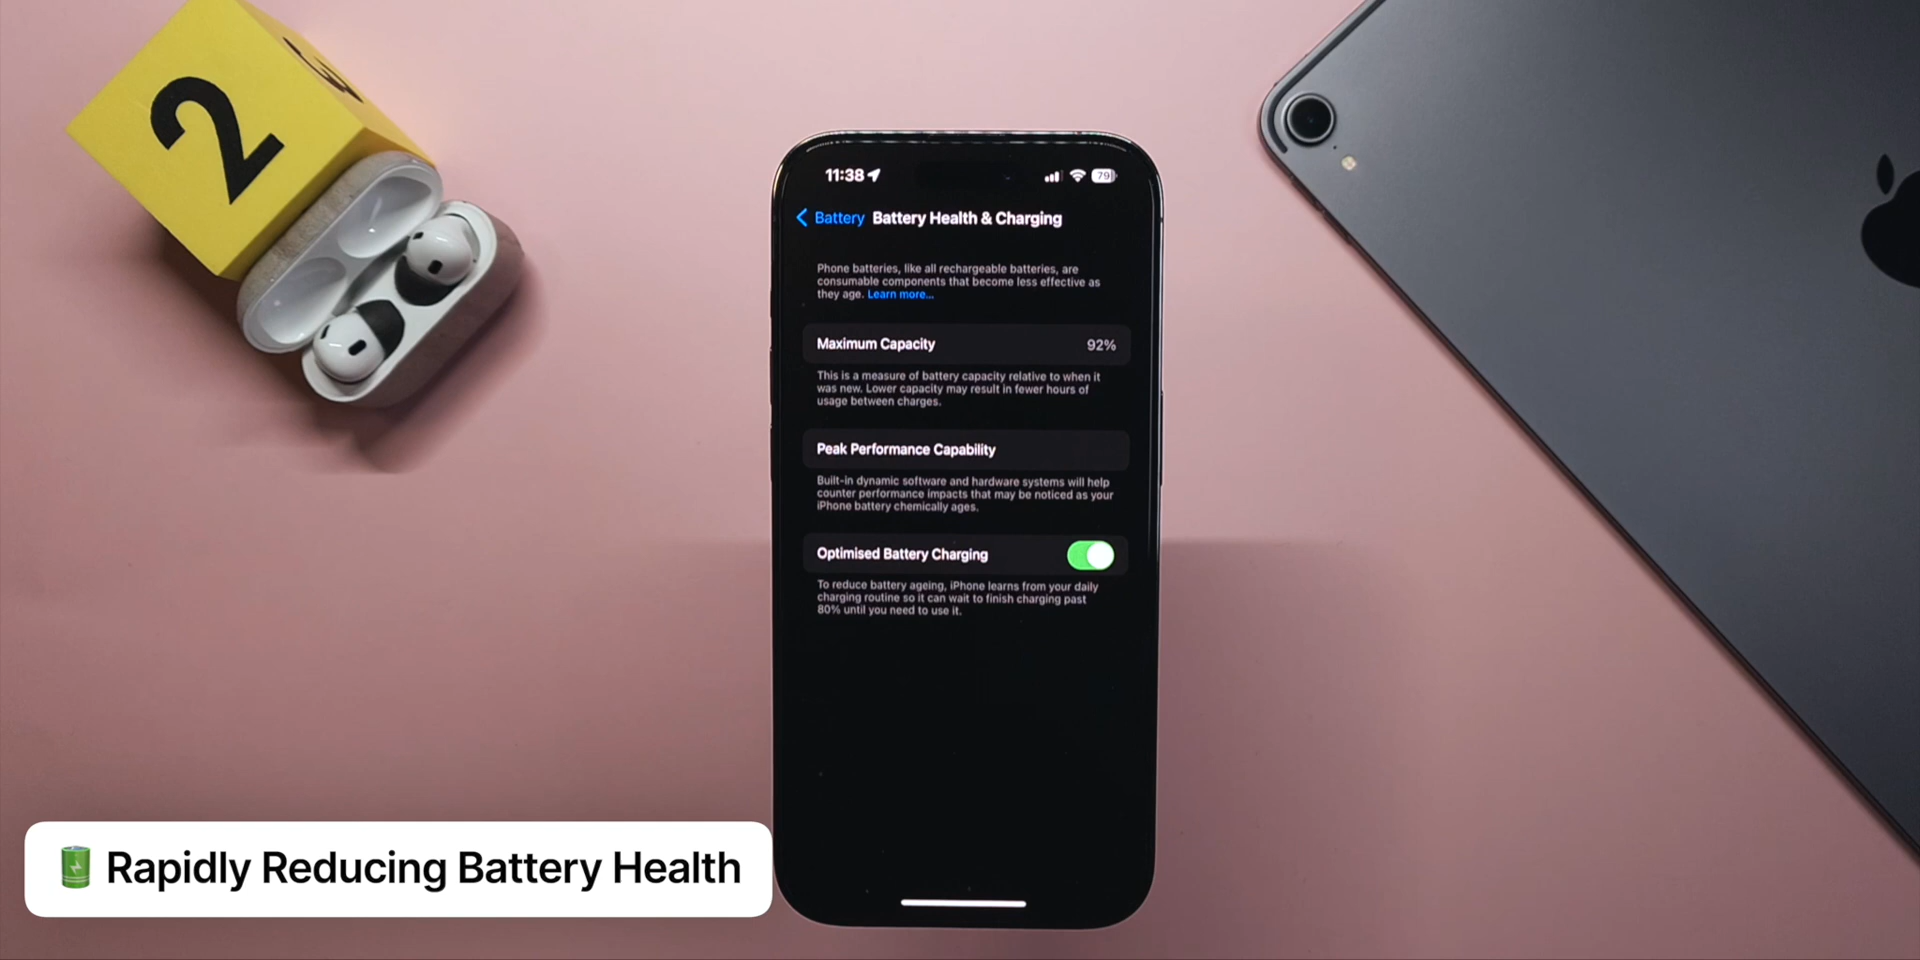 2
11:38
79
Battery Battery Health & Charging
Phone batteries, like all rechargeable batteries, are
consumable components that become less effective as
they age. Learn more...
Maximum Capacity 92%
This is a measure of battery capacity relative to when it
was new. Lower capacity may result in fewer hours of
usage between charges.
Peak Performance Capability
Built-in dynamic software and hardware systems will help
counter performance impacts that may be noticed as your
iPhone battery chemically ages.
Optimised Battery Charging
To reduce battery ageing, iPhone learns from your daily
charging routine so it can wait to finish charging past
80% until you need to use it.
Rapidly Reducing Battery Health